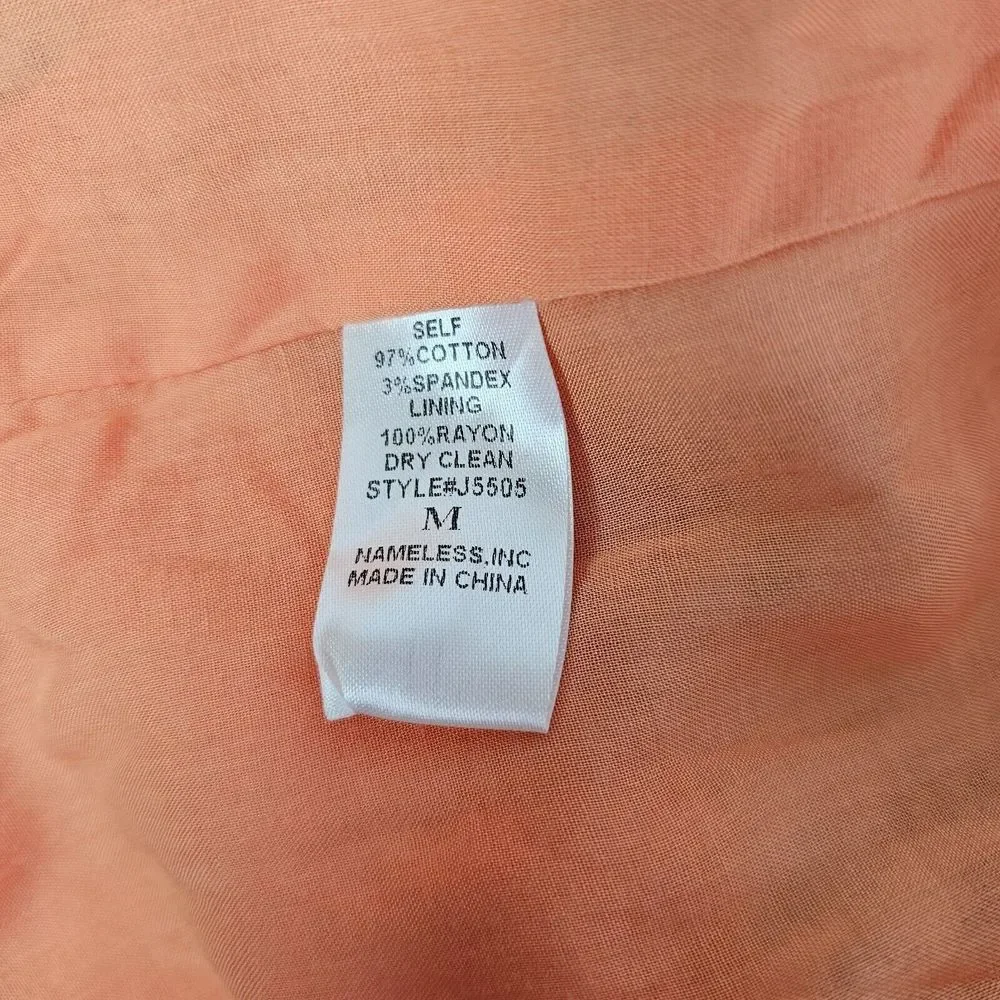 SELF
97%COTTON
3%SPANDEX
LINING
100%RAYON
DRY CLEAN
STYLE#J5505
M
NAMELESS.INC
MADE IN CHINA